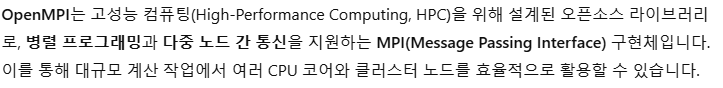 OpenMPI는 고성능 컴퓨팅(High-Performance Computing, HPC)을 위해 설계된 오픈소스 라이브러리
로, 병렬 프로그래밍과 다중 노드 간 통신을 지원하는 MPI(Message Passing Interface) 구현체입니다.
이를 통해 대규모 계산 작업에서 여러 CPU 코어와 클러스터 노드를 효율적으로 활용할 수 있습니다.